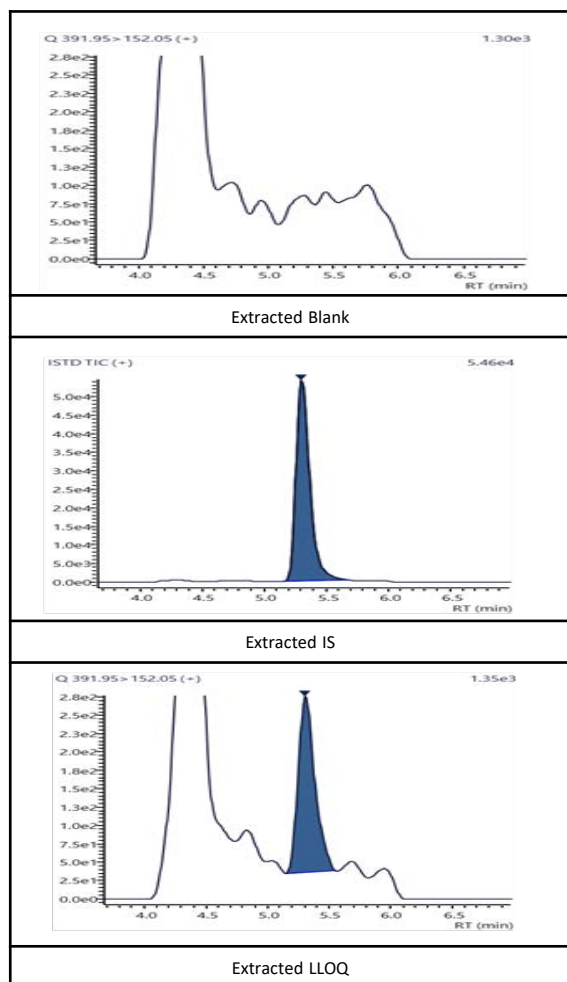 Q 391.95>152.05 (+) 1.30e3
2.8e2
2.5e2
2.3e2
2.0e2
1.8e2
1.5e2
1.3e2
1.0e2
7.5e1
5.0e1
2.5e1
0.0e0
4.0 4.5 5.0 5.5 6.0 6.5
RT (min)
Extracted Blank
ISTD TIC (+) 5.46e4
5.0e4
4.5e4
4.0e4
3.5e4
3.0e4
2.5e4
2.0e4
1.5e4
1.0e4
5.0e3
0.0e0
4.0 4.5 5.0 5.5 6.0 6.5
RT (min)
Extracted IS
Q 391.95>152.05 (+) 1.35e3
2.8e2
2.5e2
2.3e2
2.0e2
1.8e2
1.5e2
1.3e2
1.0e2
7.5e1
5.0e1
2.5e1
0.0e0
4.0 4.5 5.0 5.5 6.0 6.5
RT (min)
Extracted LLOQ